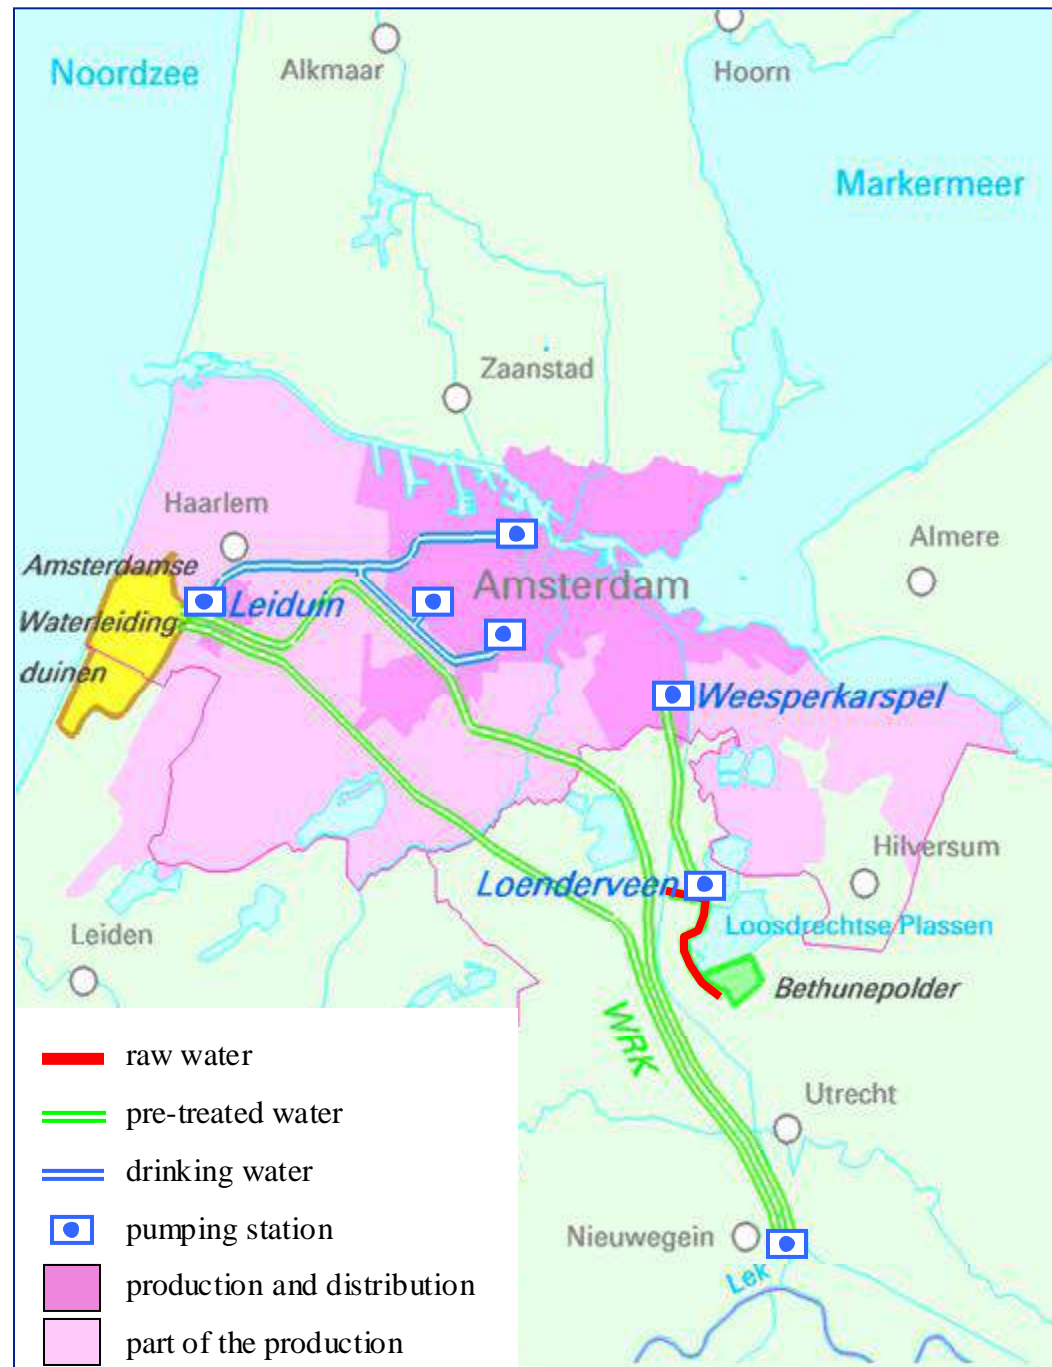 Noordzee
Alkmaar
Hoorn
Markermeer
Zaanstad
Haarlem
Almere
Amsterdamse
Amsterdam
Leiduin
Waterleiding
duinen
Weesperkarspel
Hilversum
Loenderveen
Loosdrechtse Plassen
Leiden
Bethunepolder
WRK
raw water
Utrecht
pre-treated water
drinking water
pumping station
Nieuwegein
Lek
production and distribution
part of the production